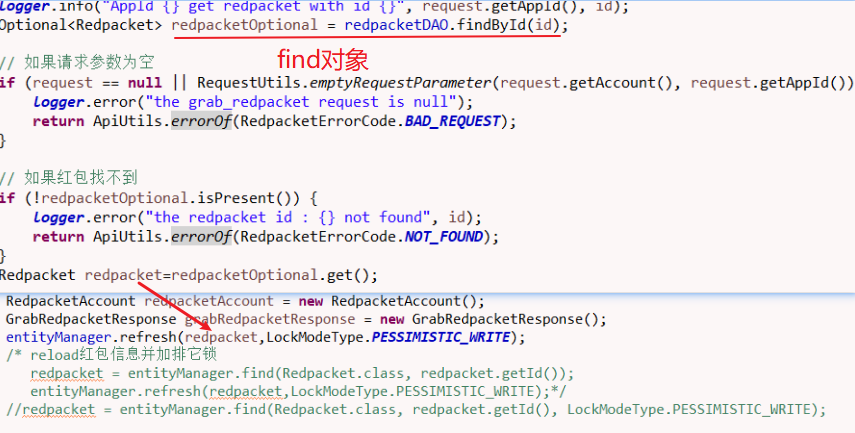 logger.info("AppId {} get redpacket with id {}", request.getAppId(), id);
Optional<Redpacket> redpacketOptional = redpacketDAO.findById(id);
find对象
// 如果请求参数为空
if (request == null || RequestUtils.emptyRequestParameter(request.getAccount(), request.getAppId())
logger.error("the grab_redpacket request is null");
return ApiUtils.errorOf(RedpacketErrorCode.BAD_REQUEST);
}
// 如果红包找不到
if (!redpacketOptional.isPresent()) {
logger.error("the redpacket id : {} not found", id);
return ApiUtils.errorOf(RedpacketErrorCode.NOT_FOUND);
}
Redpacket redpacket=redpacketOptional.get();
RedpacketAccount redpacketAccount = new RedpacketAccount();
GrabRedpacketResponse grabRedpacketResponse = new GrabRedpacketResponse();
entityManager.refresh(redpacket,LockModeType.PESSIMISTIC_WRITE);
/* reload红包信息并加排它锁
redpacket = entityManager.find(Redpacket.class, redpacket.getId());
entityManager.refresh(redpacket,LockModeType.PESSIMISTIC_WRITE);*/
//redpacket = entityManager.find(Redpacket.class, redpacket.getId(), LockModeType.PESSIMISTIC_WRITE);